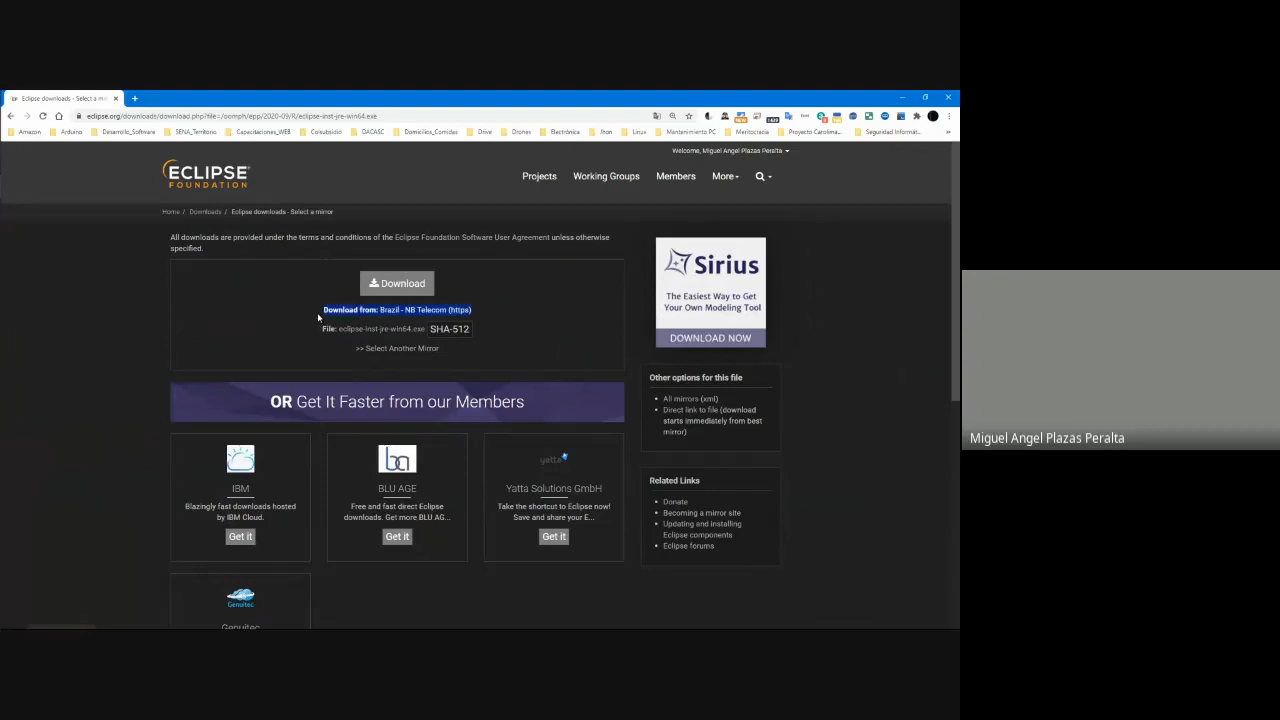 Eclipse downloads - Select a mi
eclipse.org/downloads/download.php?file=/oomph/epp/2020-09/R/eclipse-inst-jre-win64.exe
Amazon Arduino Desarrollo_Software SENA_Territorio Capacitaciones_WEB Colsubsidio DACASC Domicilios_Comidas Drive Drones Electrónica Jhon Linux Mantenimiento PC Meritocracia Proyecto Carolina... Seguridad Informát... »
Welcome, Miguel Angel Plazas Peralta
ECLIPSE
FOUNDATION
Projects Working Groups Members More
Home / Downloads / Eclipse downloads - Select a mirror
All downloads are provided under the terms and conditions of the Eclipse Foundation Software User Agreement unless otherwise
specified.
Download
Download from: Brazil - NB Telecom (https)
File: eclipse-inst-jre-win64.exe SHA-512
>> Select Another Mirror
Sirius
The Easiest Way to Get
Your Own Modeling Tool
DOWNLOAD NOW
Other options for this file
All mirrors (xml)
Direct link to file (download
starts immediately from best
mirror)
OR Get It Faster from our Members
IBM
Blazingly fast downloads hosted
by IBM Cloud.
Get it
ba
BLU AGE
Free and fast direct Eclipse
downloads. Get more BLU AG...
Get it
yatta
Yatta Solutions GmbH
Take the shortcut to Eclipse now!
Save and share your E...
Get it
Related Links
Donate
Becoming a mirror site
Updating and installing
Eclipse components
Eclipse forums
Genuitec
Genuitec
Miguel Angel Plazas Peralta